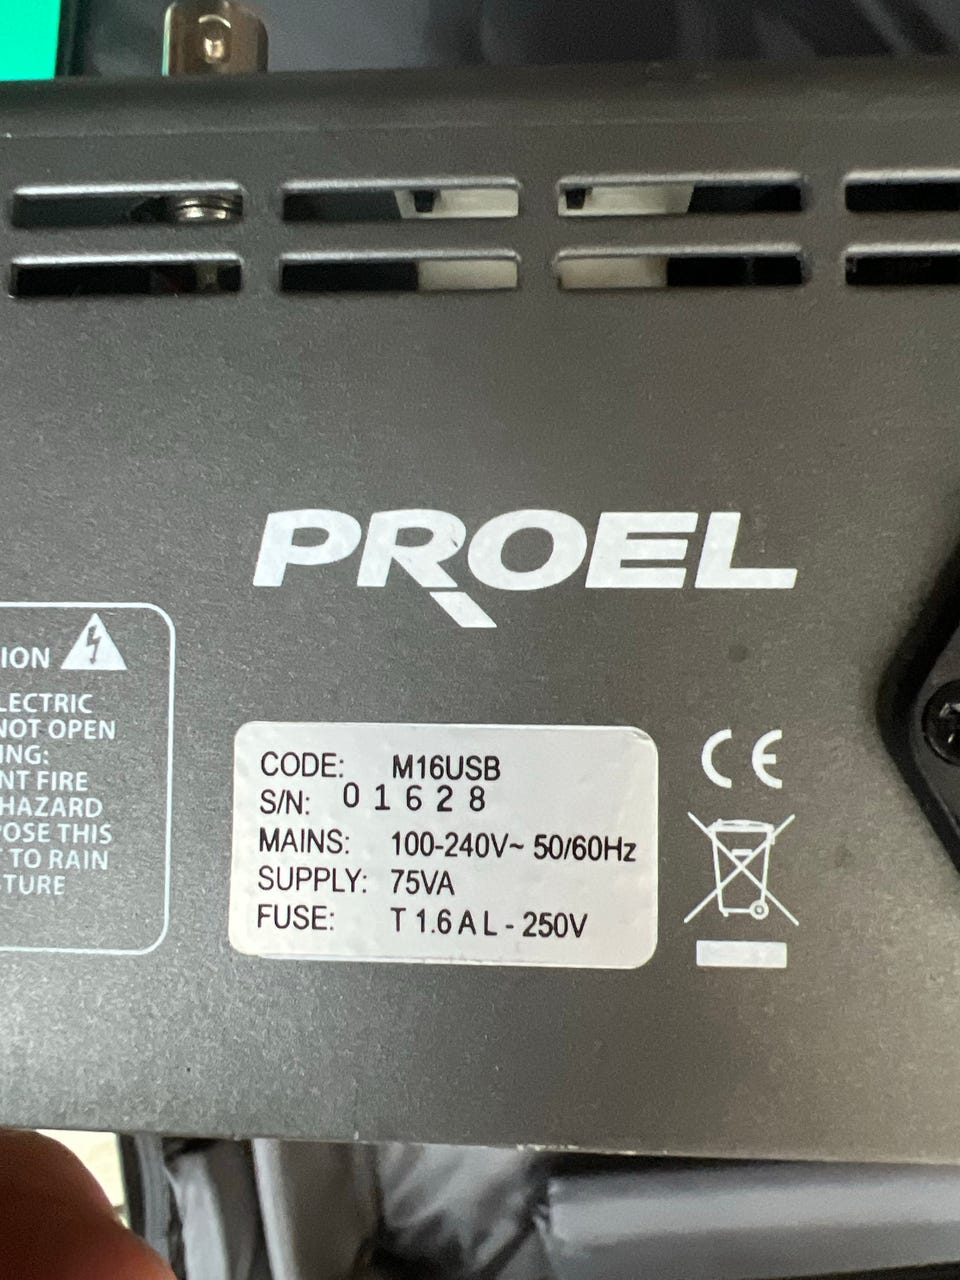 PROEL
ION
LECTRIC
NOT OPEN
ING:
NT FIRE
HAZARD
POSE THIS
TO RAIN
STURE
CODE: M16USB
S/N: 01628
MAINS: 100-240V~ 50/60Hz
SUPPLY: 75VA
FUSE: T 1.6 A L - 250V
CE